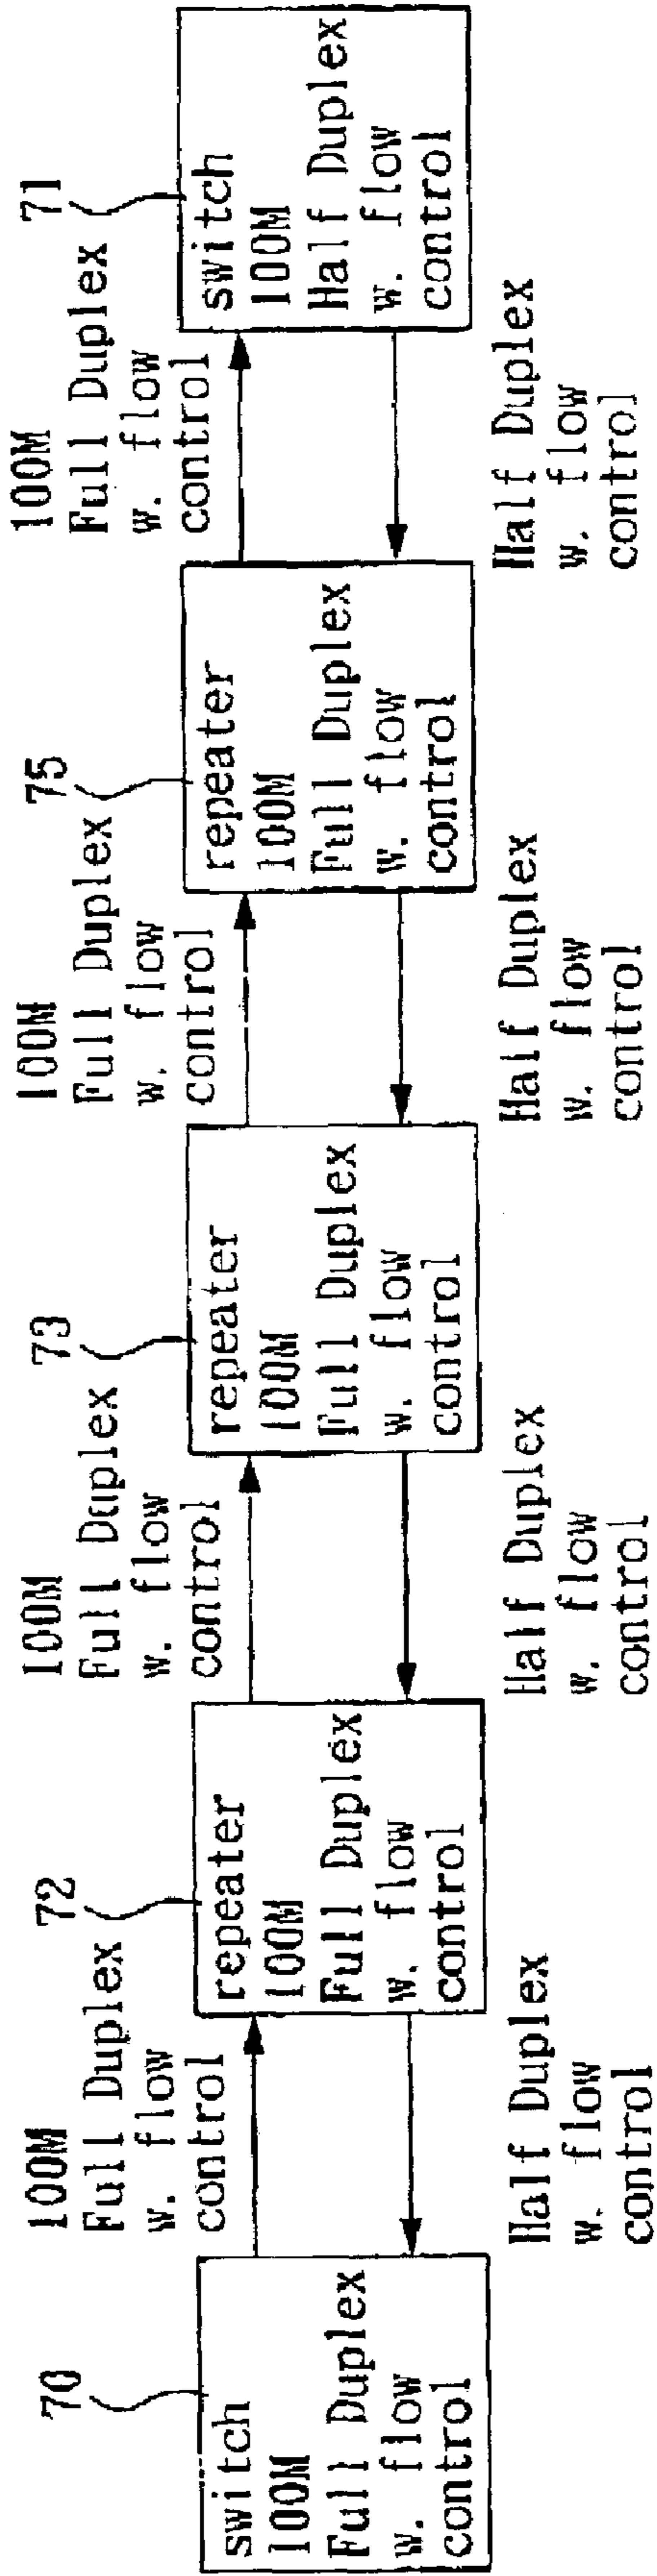 70
switch
100M
Full Duplex
w. flow
control
100M
Full Duplex
w. flow
control
Half Duplex
w. flow
control
72
repeater
100M
Full Duplex
w. flow
control
100M
Full Duplex
w. flow
control
Half Duplex
w. flow
control
73
repeater
100M
Full Duplex
w. flow
control
100M
Full Duplex
w. flow
control
Half Duplex
w. flow
control
75
repeater
100M
Full Duplex
w. flow
control
100M
Full Duplex
w. flow
control
Half Duplex
w. flow
control
71
switch
100M
Half Duplex
w. flow
control